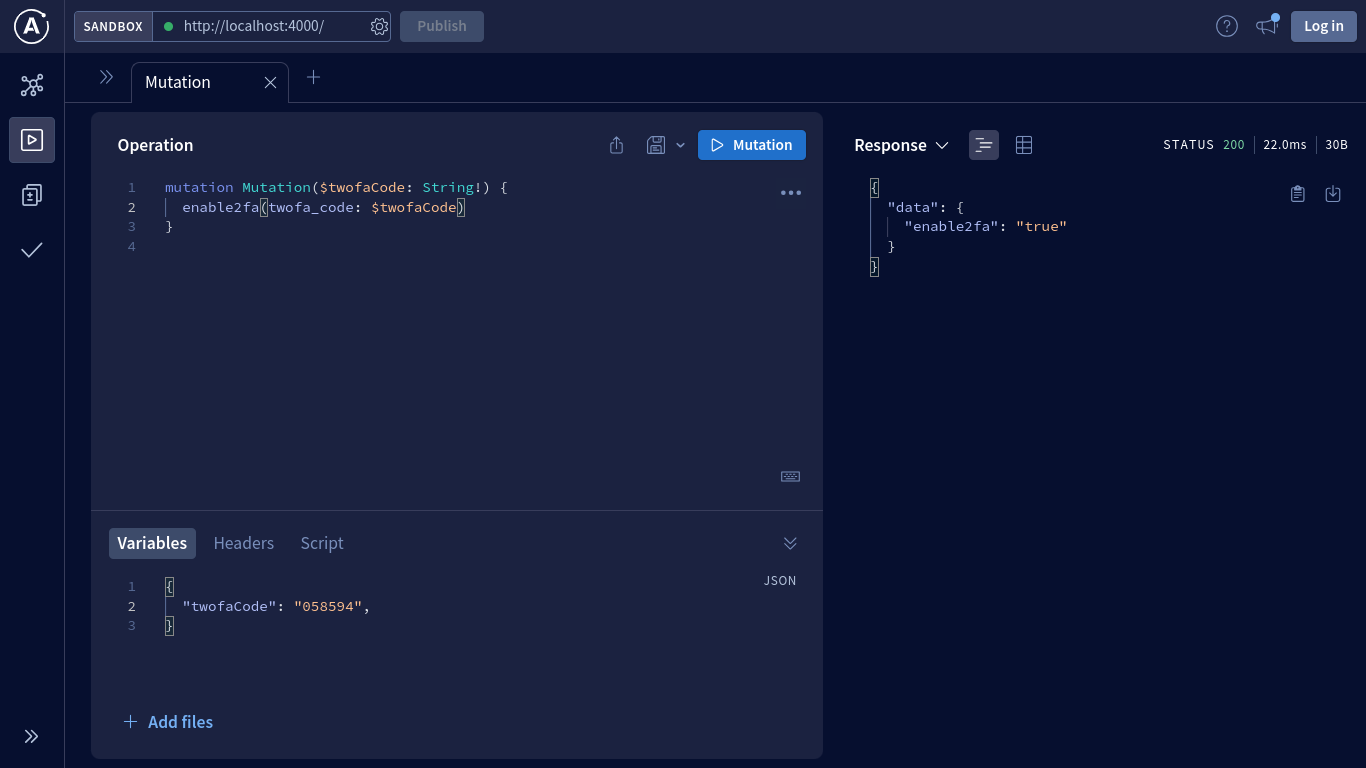 SANDBOX http://localhost:4000/ Publish Log in
Mutation
Operation Mutation
1 mutation Mutation($twofaCode: String!) {
2 enable2fa(twofa_code: $twofaCode)
3 }
4
Response STATUS 200 22.0ms 30B
{
"data": {
"enable2fa": "true"
}
}
Variables Headers Script
JSON
1 {
2 "twofaCode": "058594",
3 }
Add files